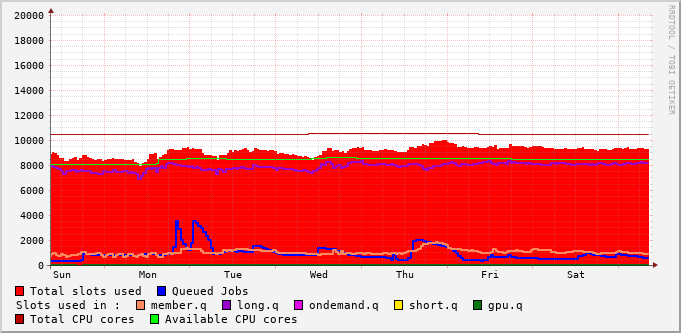 20000
18000
16000
14000
12000
10000
8000
6000
4000
2000
0
Sun Mon Tue Wed Thu Fri Sat
Total slots used Queued Jobs
Slots used in : member.q long.q ondemand.q short.q gpu.q
Total CPU cores Available CPU cores
RRDTOOL / TOBI OETIKER